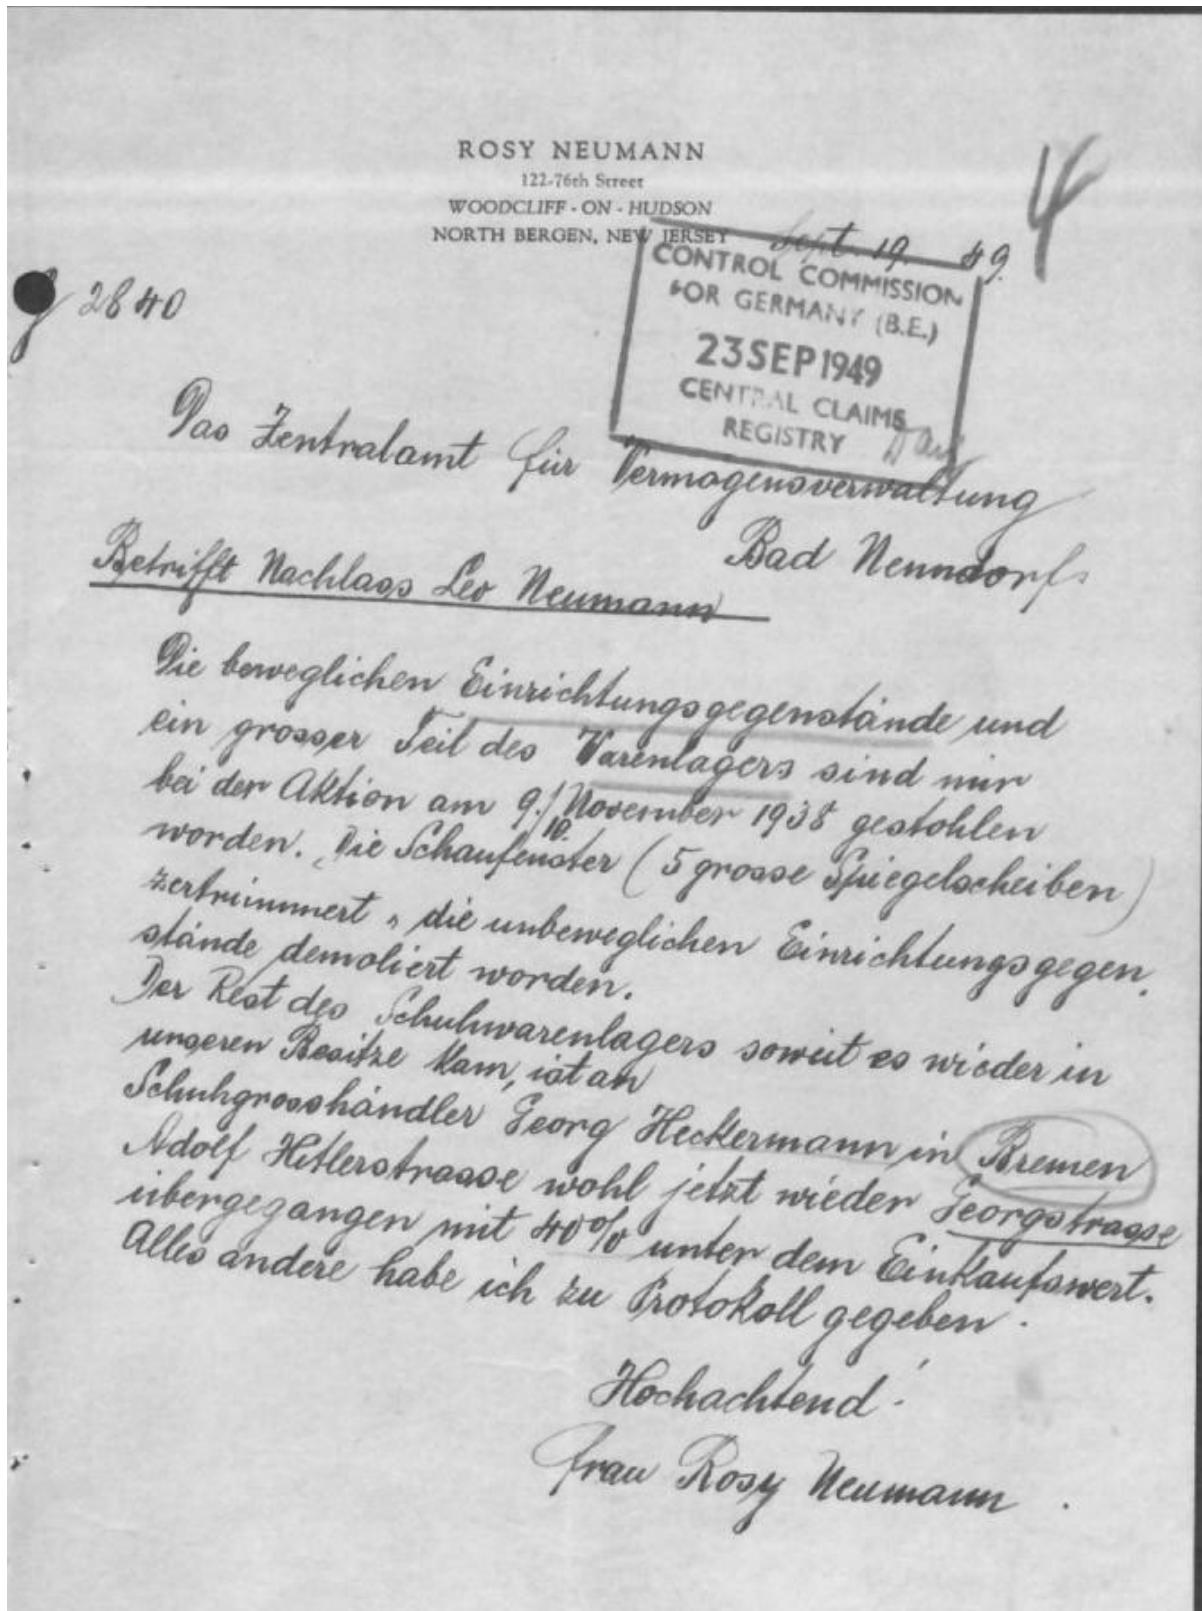 ROSY NEUMANN
122-76th Street
WOODCLIFF - ON - HUDSON
NORTH BERGEN, NEW JERSEY
Sept. 19. 49.
4
CONTROL COMMISSION
FOR GERMANY (B.E.)
23 SEP 1949
CENTRAL CLAIMS
REGISTRY
2840
Das Zentralamt für Vermögensverwaltung
Bad Nenndorf
Betrifft Nachlass Leo Neumann
Die beweglichen Einrichtungsgegenstände und
ein grosser Teil des Warenlagers sind mir
bei der Aktion am 9./10. November 1938 gestohlen
worden. Die Schaufenster (5 grosse Spiegelscheiben)
zertrümmert, die unbeweglichen Einrichtungsgegen
stände demoliert worden.
Der Rest des Schuhwarenlagers soweit es wieder in
unseren Besitze kam, ist an
Schuhgrosshändler Georg Heckermann in Bremen
Adolf Hitlerstrasse wohl jetzt wieder Georgstrasse
übergegangen mit 40% unter dem Einkaufswert.
Alles andere habe ich zu Protokoll gegeben.
Hochachtend!
Frau Rosy Neumann.